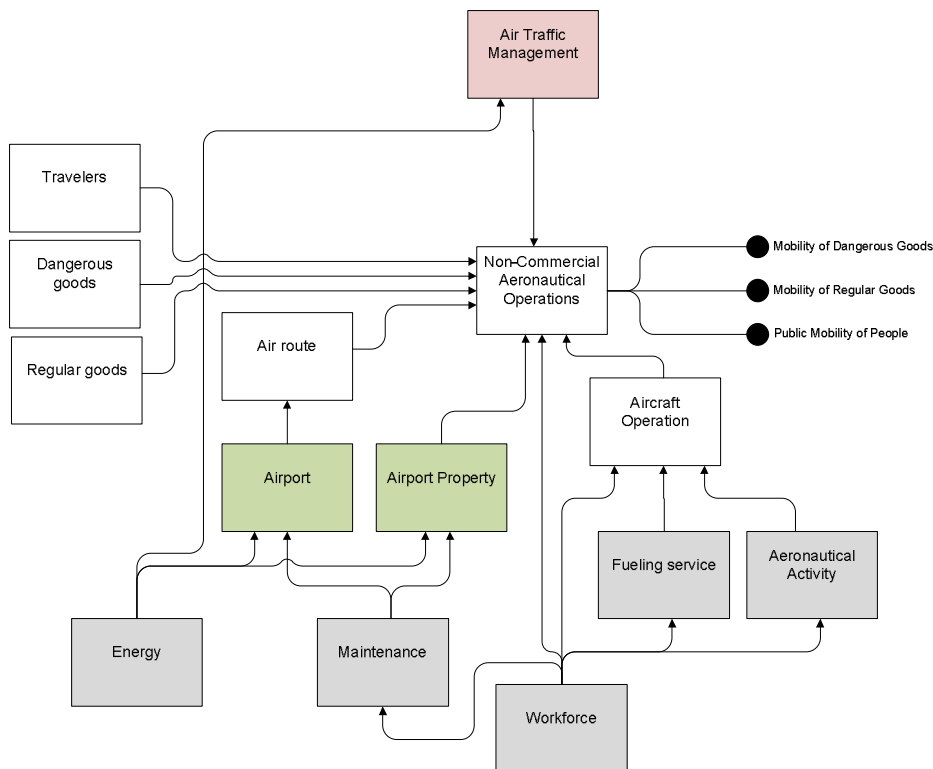 Air Traffic
Management
Travelers
Dangerous
goods
Regular goods
Non-Commercial
Aeronautical
Operations
Mobility of Dangerous Goods
Mobility of Regular Goods
Public Mobility of People
Air route
Aircraft
Operation
Airport
Airport Property
Fueling service
Aeronautical
Activity
Energy
Maintenance
Workforce